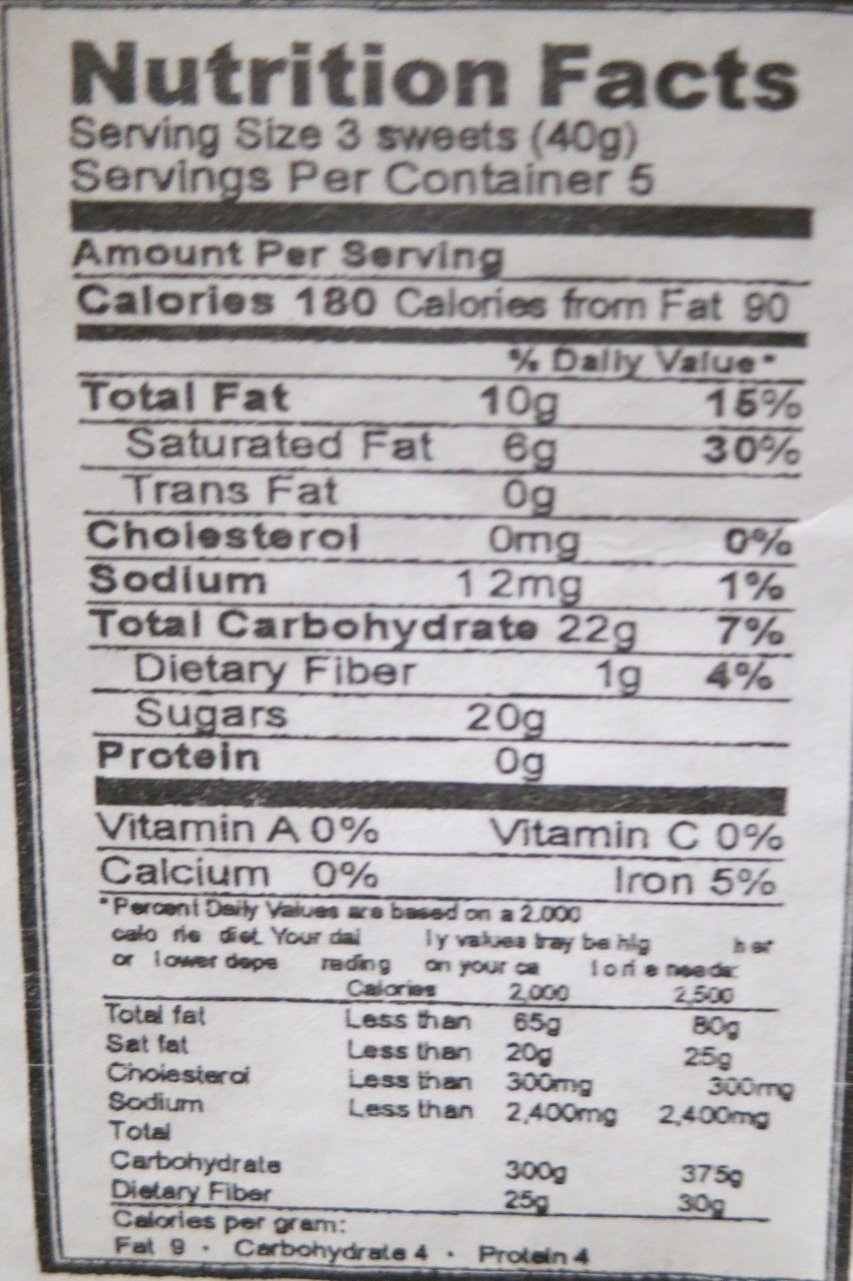 Nutrition Facts
Serving Size 3 sweets (40g)
Servings Per Container 5
Amount Per Serving
Calories 180 Calories from Fat 90
% Daily Value*
Total Fat 10g 15%
Saturated Fat 6g 30%
Trans Fat 0g
Cholesterol 0mg 0%
Sodium 1 2mg 1%
Total Carbohydrate 22g 7%
Dietary Fiber 1g 4%
Sugars 20g
Protein 0g
Vitamin A 0% Vitamin C 0%
Calcium 0% Iron 5%
*Percent Daily Values are based on a 2.000
calo rie diet. Your dai ly values may be hig h er
or lower depe nding on your ca lori e needs:
Calories 2,000 2,500
Total fat Less than 65g 80g
Sat fat Less than 20g 25g
Cholesterol Less than 300mg 300mg
Sodium Less than 2,400mg 2,400mg
Total
Carbohydrate 300g 375g
Dietary Fiber 25g 30g
Calories per gram:
Fat 9 · Carbohydrate 4 · Protein 4